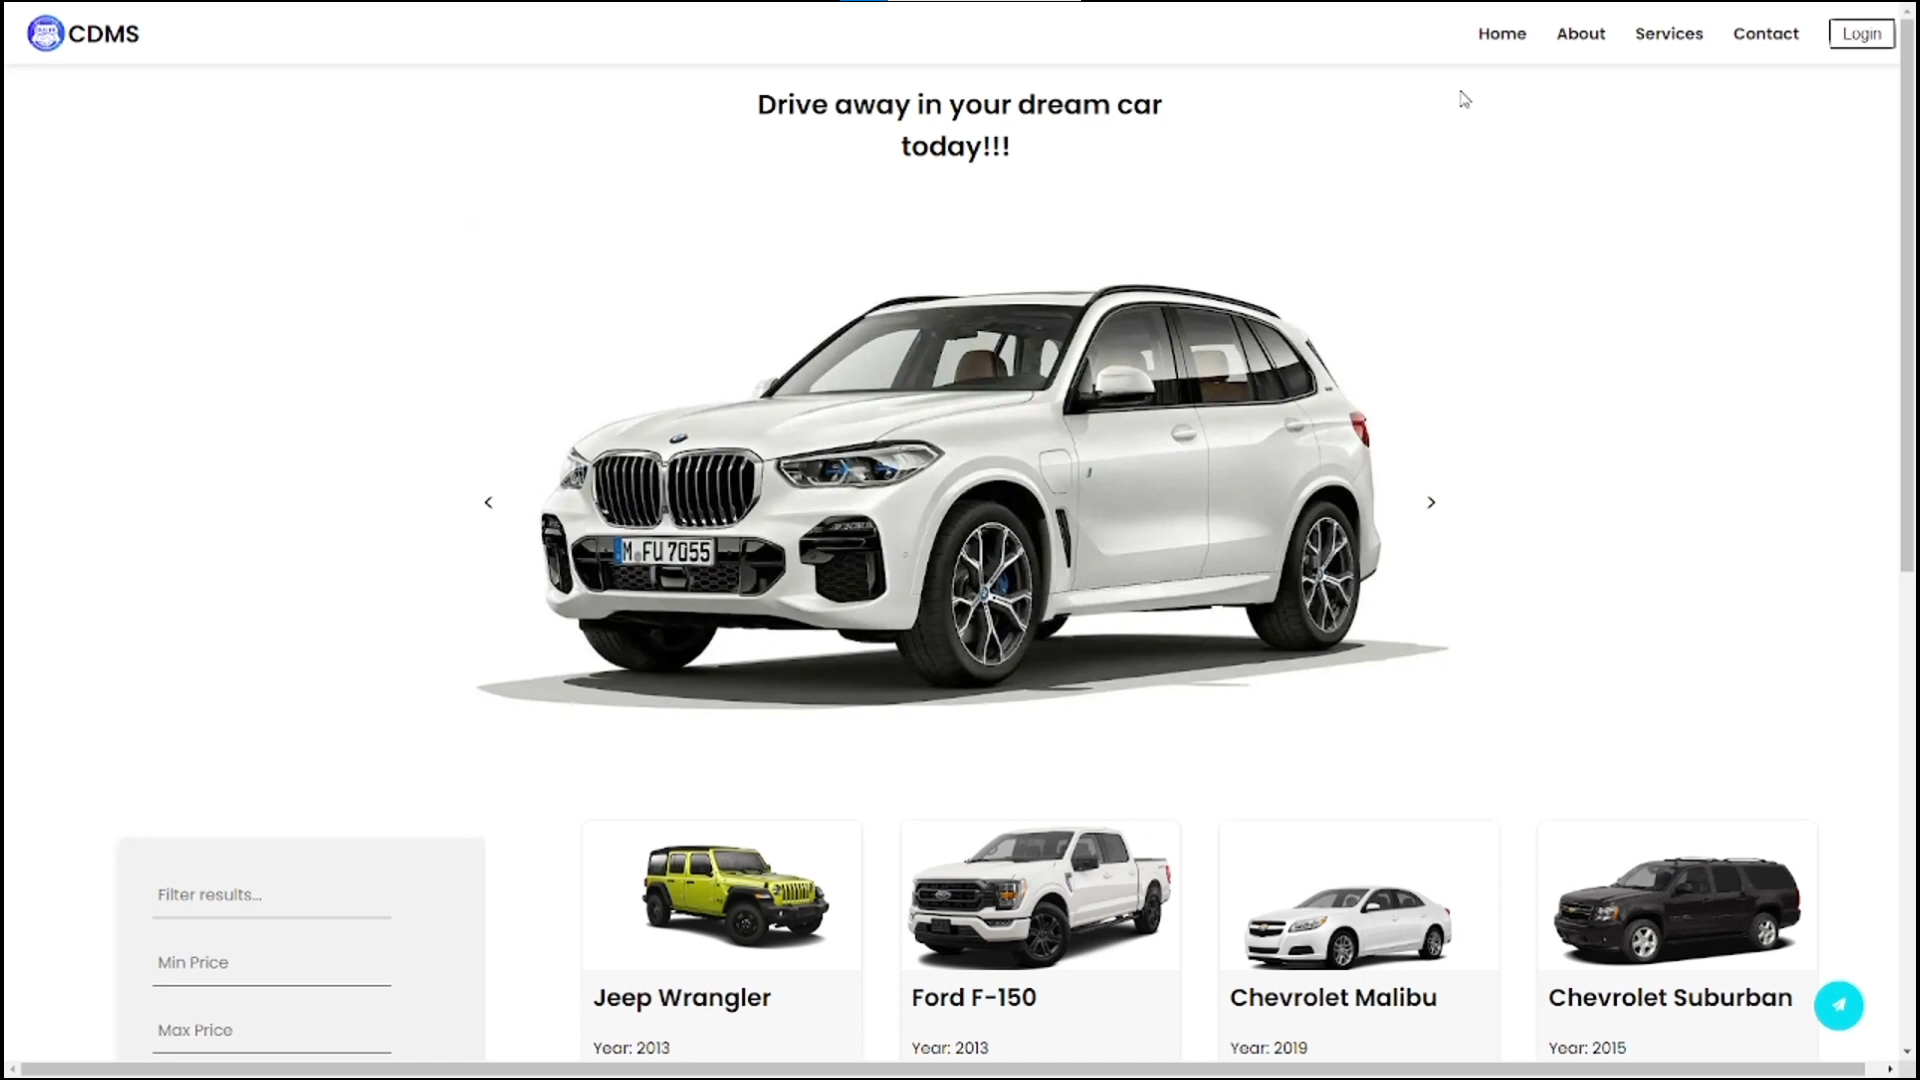 CDMS
Home About Services Contact Login
Drive away in your dream car
today!!!
M FU 7055
Filter results...
Min Price
Max Price
Jeep Wrangler
Year: 2013
Ford F-150
Year: 2013
Chevrolet Malibu
Year: 2019
Chevrolet Suburban
Year: 2015